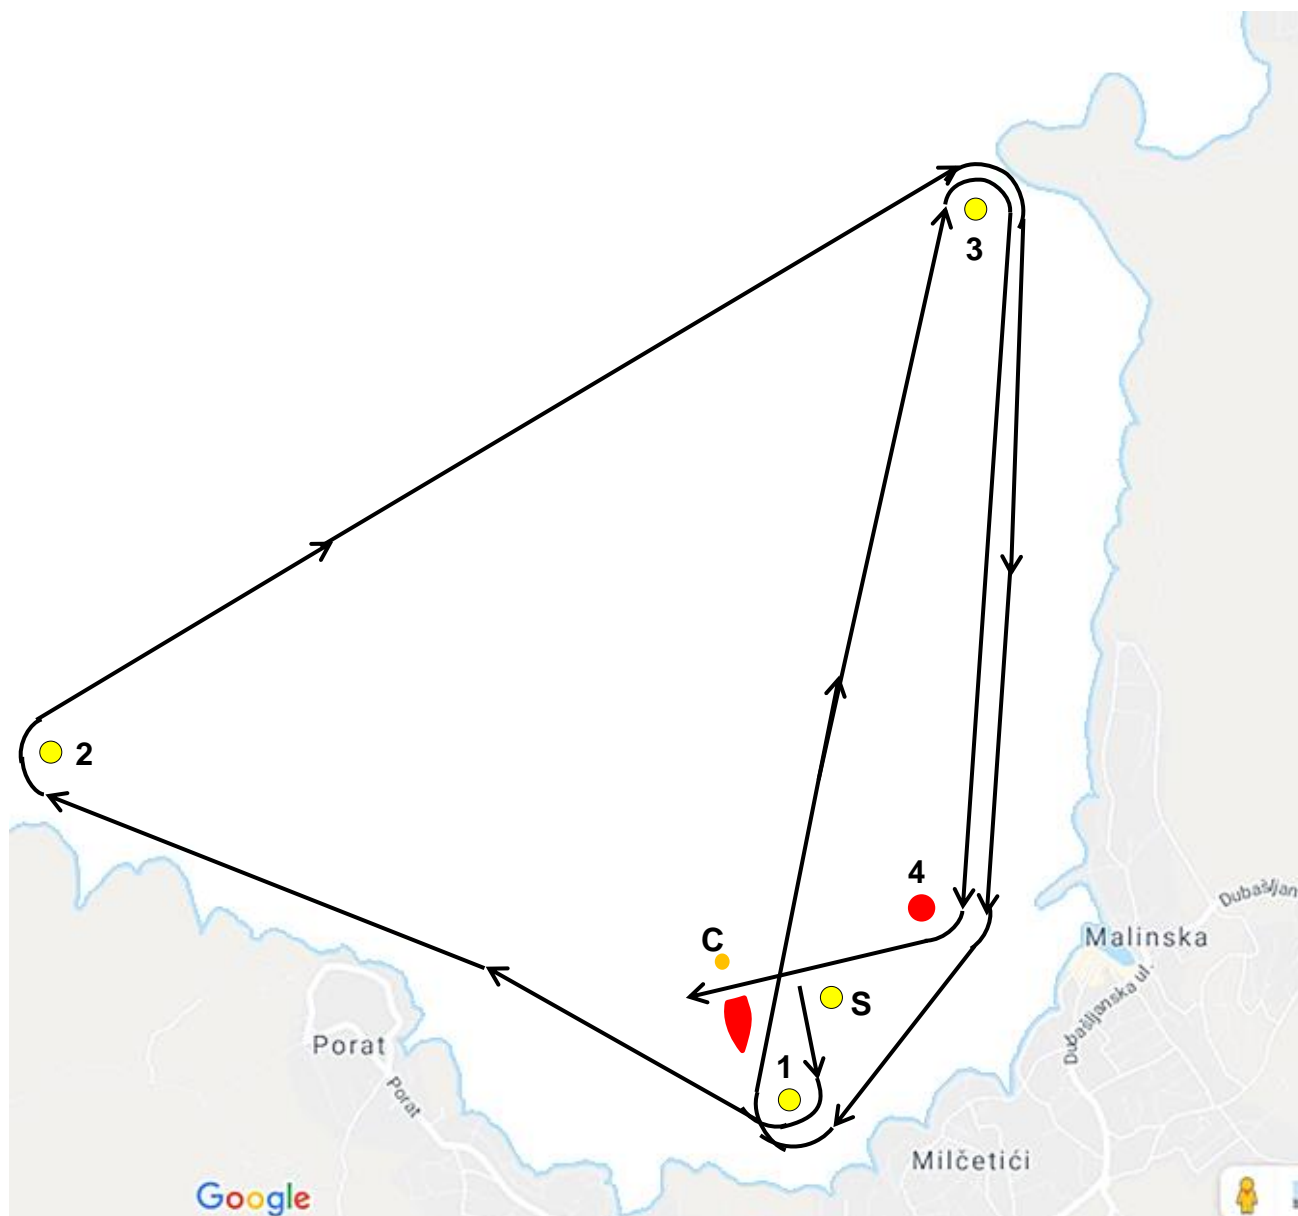 3
2
4
C
S
1
Malinska
Dubašljanska ul.
Dubašljan
Porat
Porat
Milčetići
Google